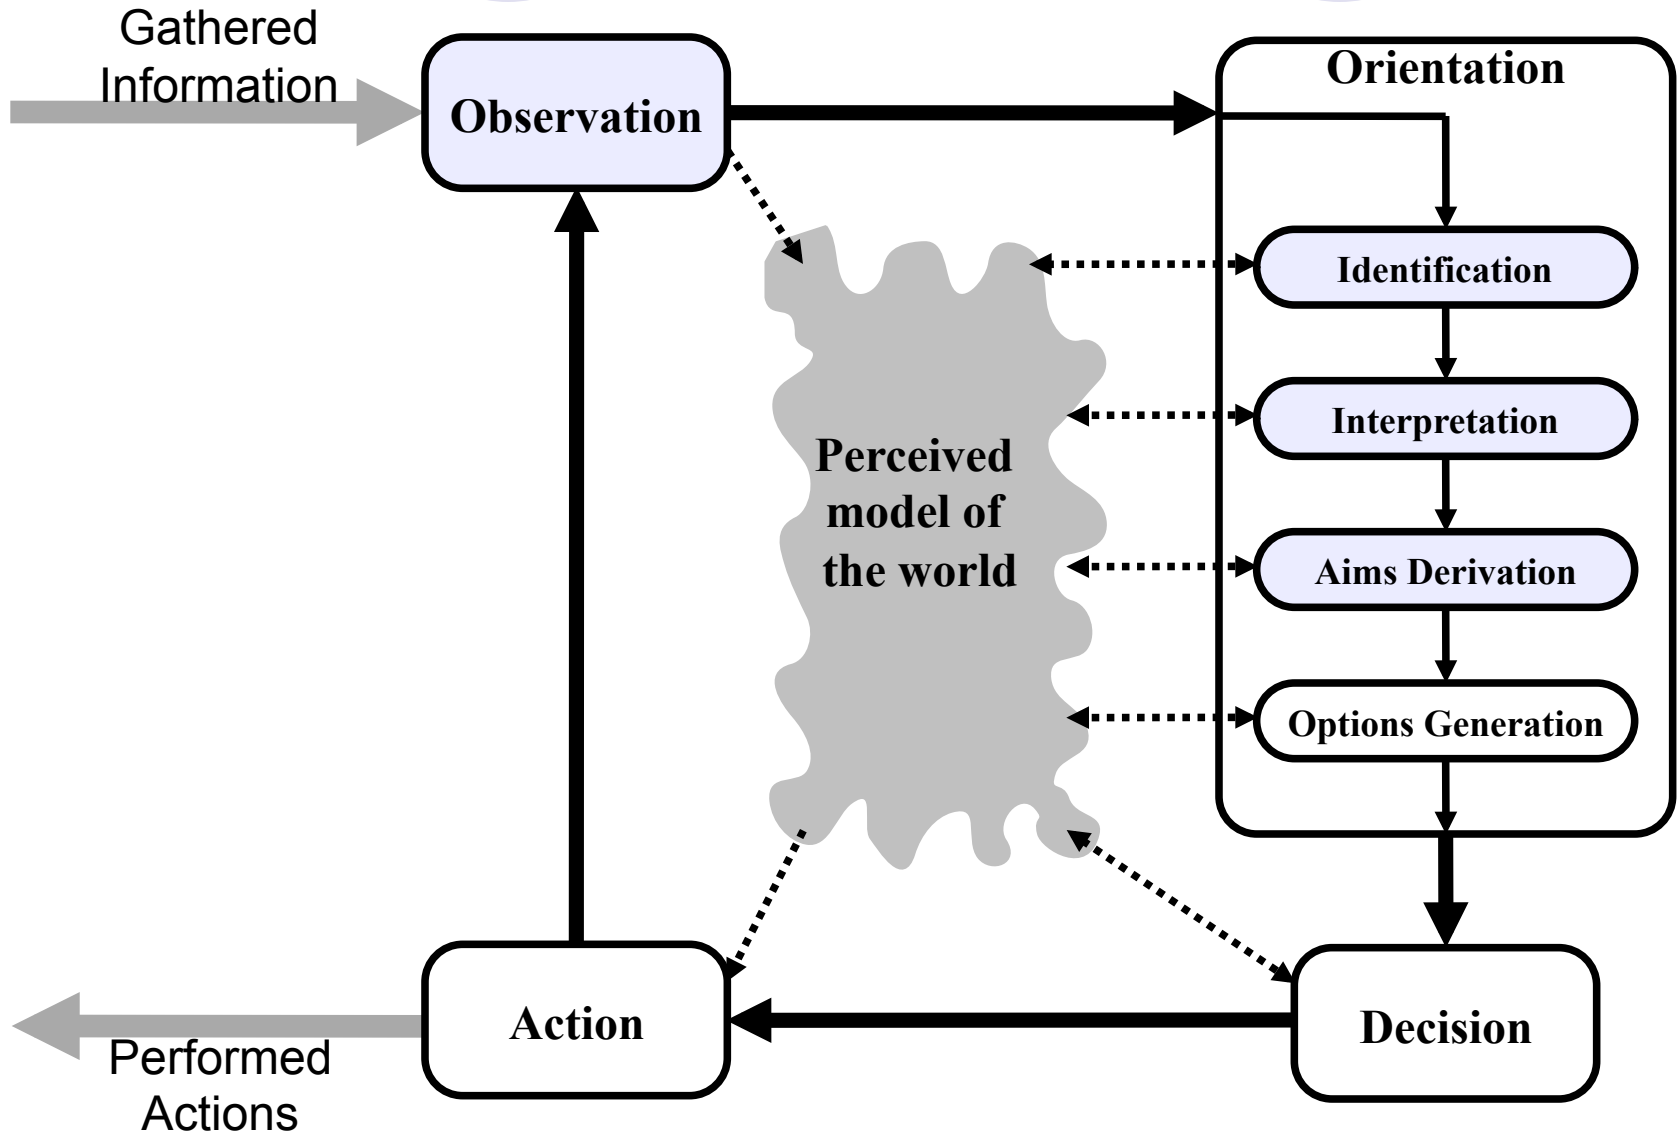 Gathered
Information
Observation
Orientation
Identification
Interpretation
Aims Derivation
Options Generation
Perceived
model of
the world
Action
Decision
Performed
Actions